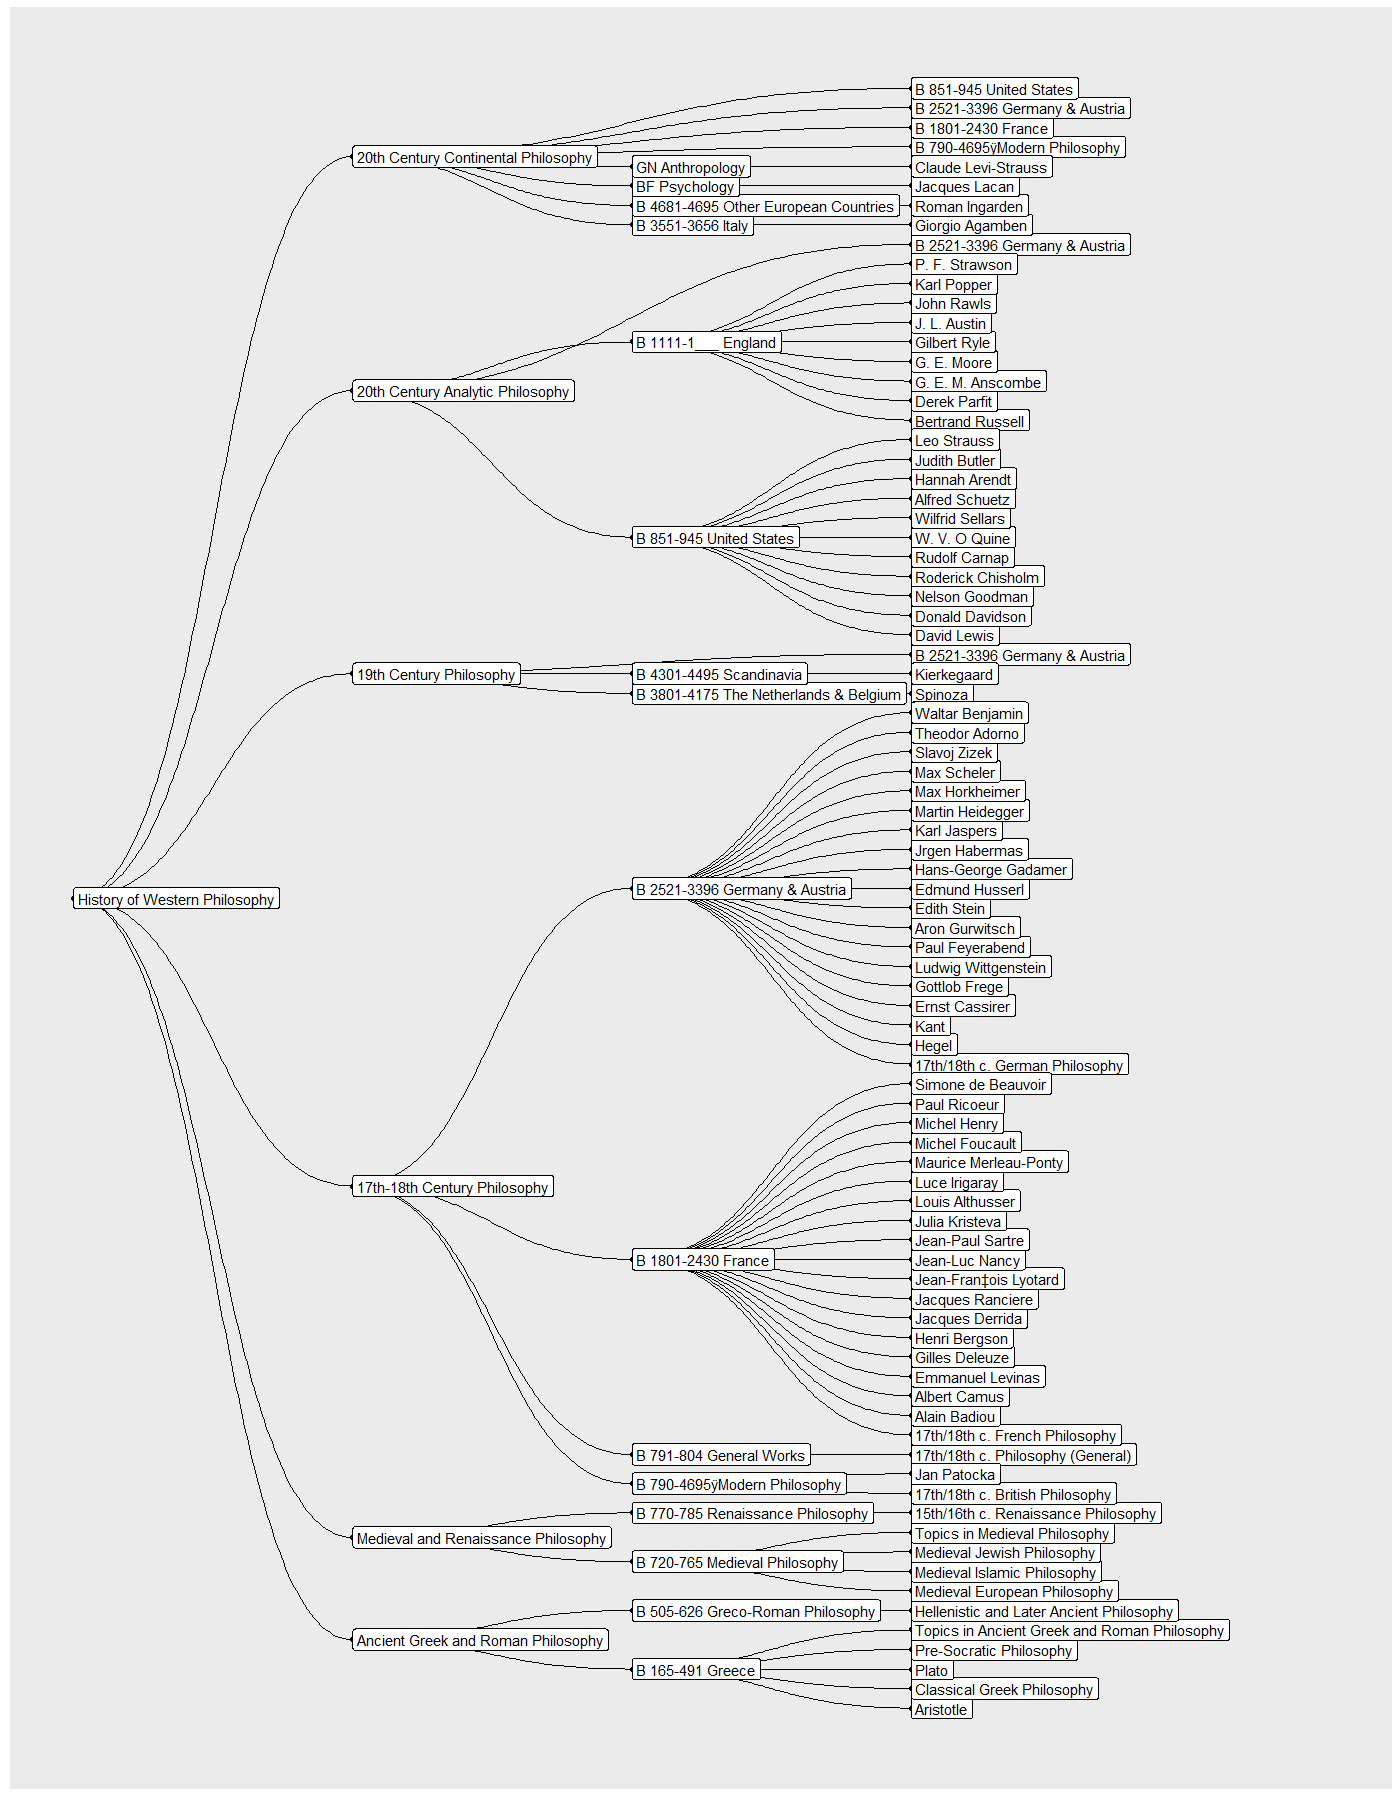 B 851-945 United States
B 2521-3396 Germany & Austria
B 1801-2430 France
20th Century Continental Philosophy
B 790-4695ÿModern Philosophy
GN Anthropology
Claude Levi-Strauss
BF Psychology
Jacques Lacan
B 4681-4695 Other European Countries
Roman Ingarden
B 3551-3656 Italy
Giorgio Agamben
B 2521-3396 Germany & Austria
P. F. Strawson
Karl Popper
John Rawls
J. L. Austin
B 1111-1___ England
Gilbert Ryle
G. E. Moore
G. E. M. Anscombe
20th Century Analytic Philosophy
Derek Parfit
Bertrand Russell
Leo Strauss
Judith Butler
Hannah Arendt
Alfred Schuetz
Wilfrid Sellars
B 851-945 United States
W. V. O Quine
Rudolf Carnap
Roderick Chisholm
Nelson Goodman
Donald Davidson
David Lewis
B 2521-3396 Germany & Austria
19th Century Philosophy
B 4301-4495 Scandinavia
Kierkegaard
B 3801-4175 The Netherlands & Belgium
Spinoza
Waltar Benjamin
Theodor Adorno
Slavoj Zizek
Max Scheler
Max Horkheimer
Martin Heidegger
Karl Jaspers
Jrgen Habermas
Hans-George Gadamer
B 2521-3396 Germany & Austria
Edmund Husserl
History of Western Philosophy
Edith Stein
Aron Gurwitsch
Paul Feyerabend
Ludwig Wittgenstein
Gottlob Frege
Ernst Cassirer
Kant
Hegel
17th/18th c. German Philosophy
Simone de Beauvoir
Paul Ricoeur
Michel Henry
Michel Foucault
Maurice Merleau-Ponty
17th-18th Century Philosophy
Luce Irigaray
Louis Althusser
Julia Kristeva
Jean-Paul Sartre
B 1801-2430 France
Jean-Luc Nancy
Jean-Fran‡ois Lyotard
Jacques Ranciere
Jacques Derrida
Henri Bergson
Gilles Deleuze
Emmanuel Levinas
Albert Camus
Alain Badiou
17th/18th c. French Philosophy
B 791-804 General Works
17th/18th c. Philosophy (General)
Jan Patocka
B 790-4695ÿModern Philosophy
17th/18th c. British Philosophy
B 770-785 Renaissance Philosophy
15th/16th c. Renaissance Philosophy
Medieval and Renaissance Philosophy
Topics in Medieval Philosophy
Medieval Jewish Philosophy
B 720-765 Medieval Philosophy
Medieval Islamic Philosophy
Medieval European Philosophy
B 505-626 Greco-Roman Philosophy
Hellenistic and Later Ancient Philosophy
Topics in Ancient Greek and Roman Philosophy
Ancient Greek and Roman Philosophy
Pre-Socratic Philosophy
B 165-491 Greece
Plato
Classical Greek Philosophy
Aristotle